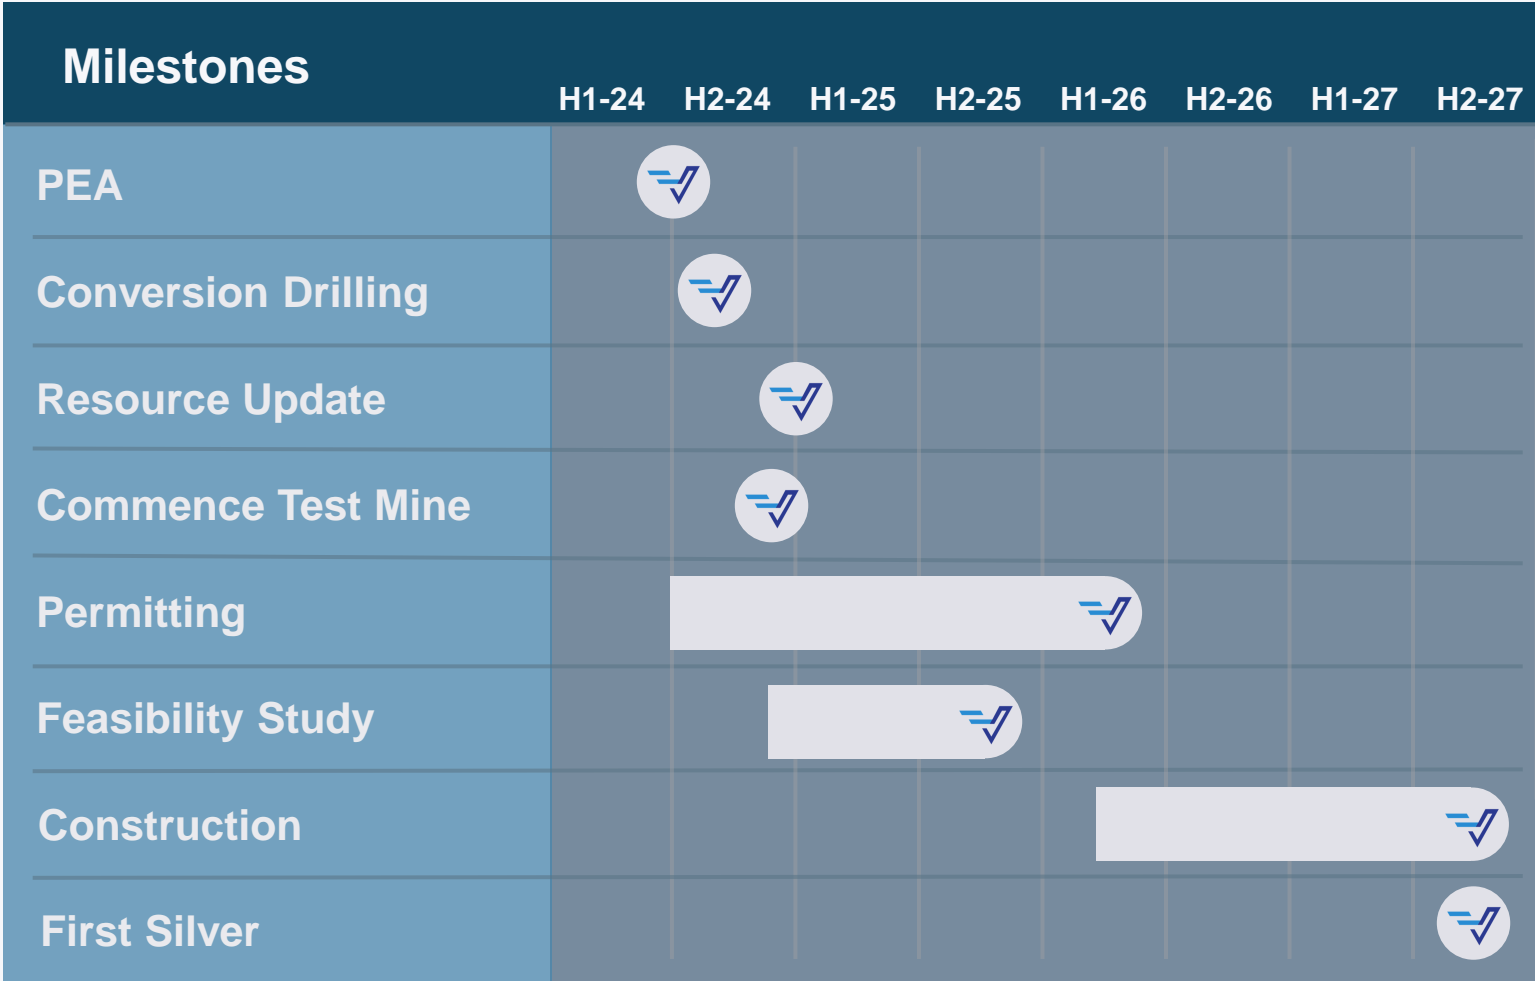 Milestones
H1-24 H2-24 H1-25 H2-25 H1-26 H2-26 H1-27 H2-27
PEA
Conversion Drilling
Resource Update
Commence Test Mine
Permitting
Feasibility Study
Construction
First Silver